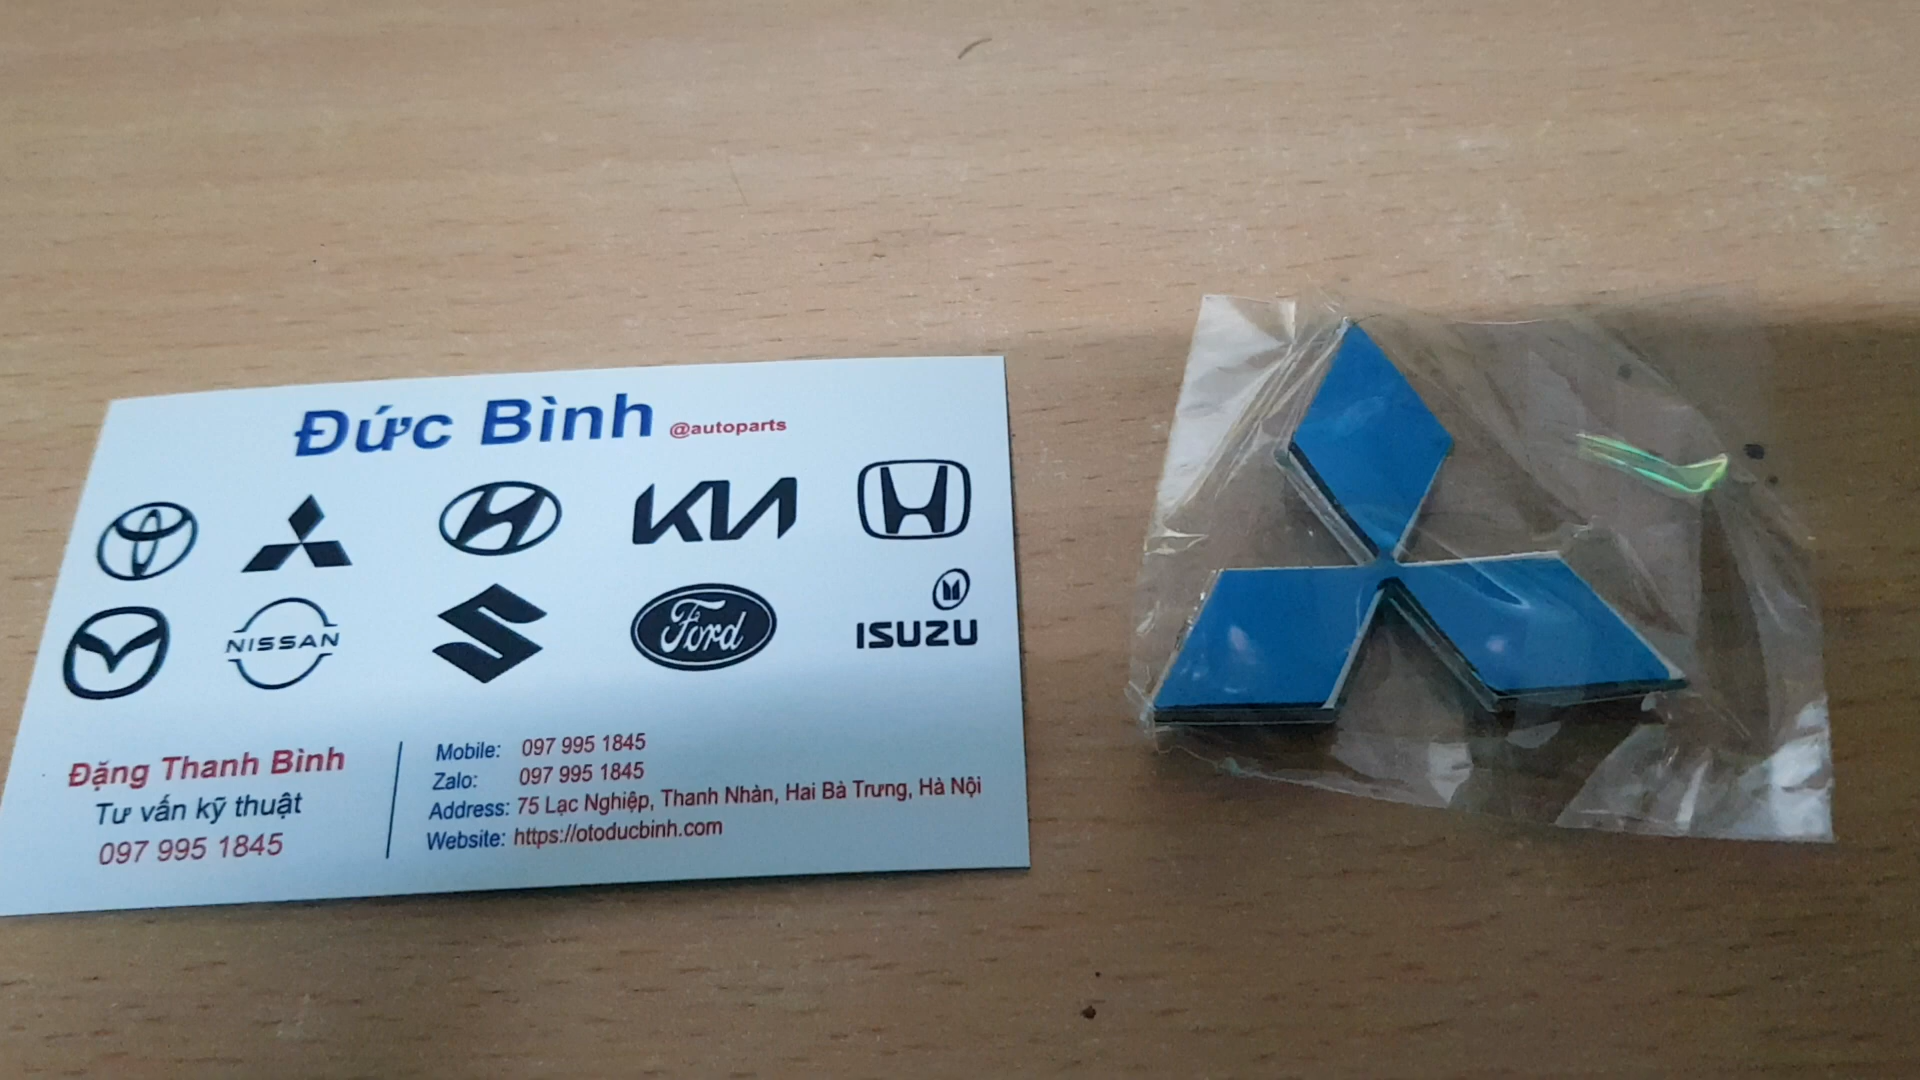 Đức Bình @autoparts
KIA
NISSAN
Ford
ISUZU
Đặng Thanh Bình
Tư vấn kỹ thuật
097 995 1845
Mobile: 097 995 1845
Zalo: 097 995 1845
Address: 75 Lạc Nghiệp, Thanh Nhàn, Hai Bà Trưng, Hà Nội
Website: https://otoducbinh.com